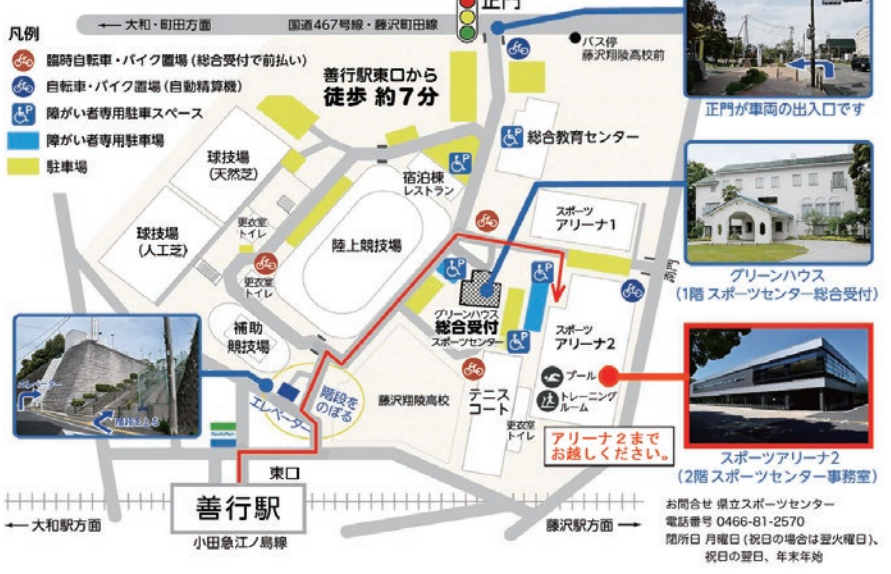 正門
← 大和・町田方面
国道467号線・藤沢町田線
バス停
藤沢翔陵高校前
正門が車両の出入口です
凡例
臨時自転車・バイク置場(総合受付で前払い)
自転車・バイク置場(自動精算機)
障がい者専用駐車スペース
障がい者専用駐車場
駐車場
善行駅東口から
徒歩 約7分
総合教育センター
宿泊棟
レストラン
球技場
(天然芝)
球技場
(人工芝)
更衣室
トイレ
更衣室
トイレ
陸上競技場
スポーツ
アリーナ1
南門
グリーンハウス
(1階 スポーツセンター総合受付)
グリーンハウス
総合受付
スポーツセンター
スポーツ
アリーナ2
プール
トレーニング
ルーム
補助
競技場
エレベーター
階段を
のぼる
エレベーター
階段をのぼる
FamilyMart
藤沢翔陵高校
テニス
コート
更衣室
トイレ
アリーナ2まで
お越しください。
スポーツアリーナ2
(2階 スポーツセンター事務室)
東口
善行駅
小田急江ノ島線
← 大和駅方面
藤沢駅方面 →
お問合せ 県立スポーツセンター
電話番号 0466-81-2570
閉所日 月曜日(祝日の場合は翌火曜日)、
祝日の翌日、年末年始